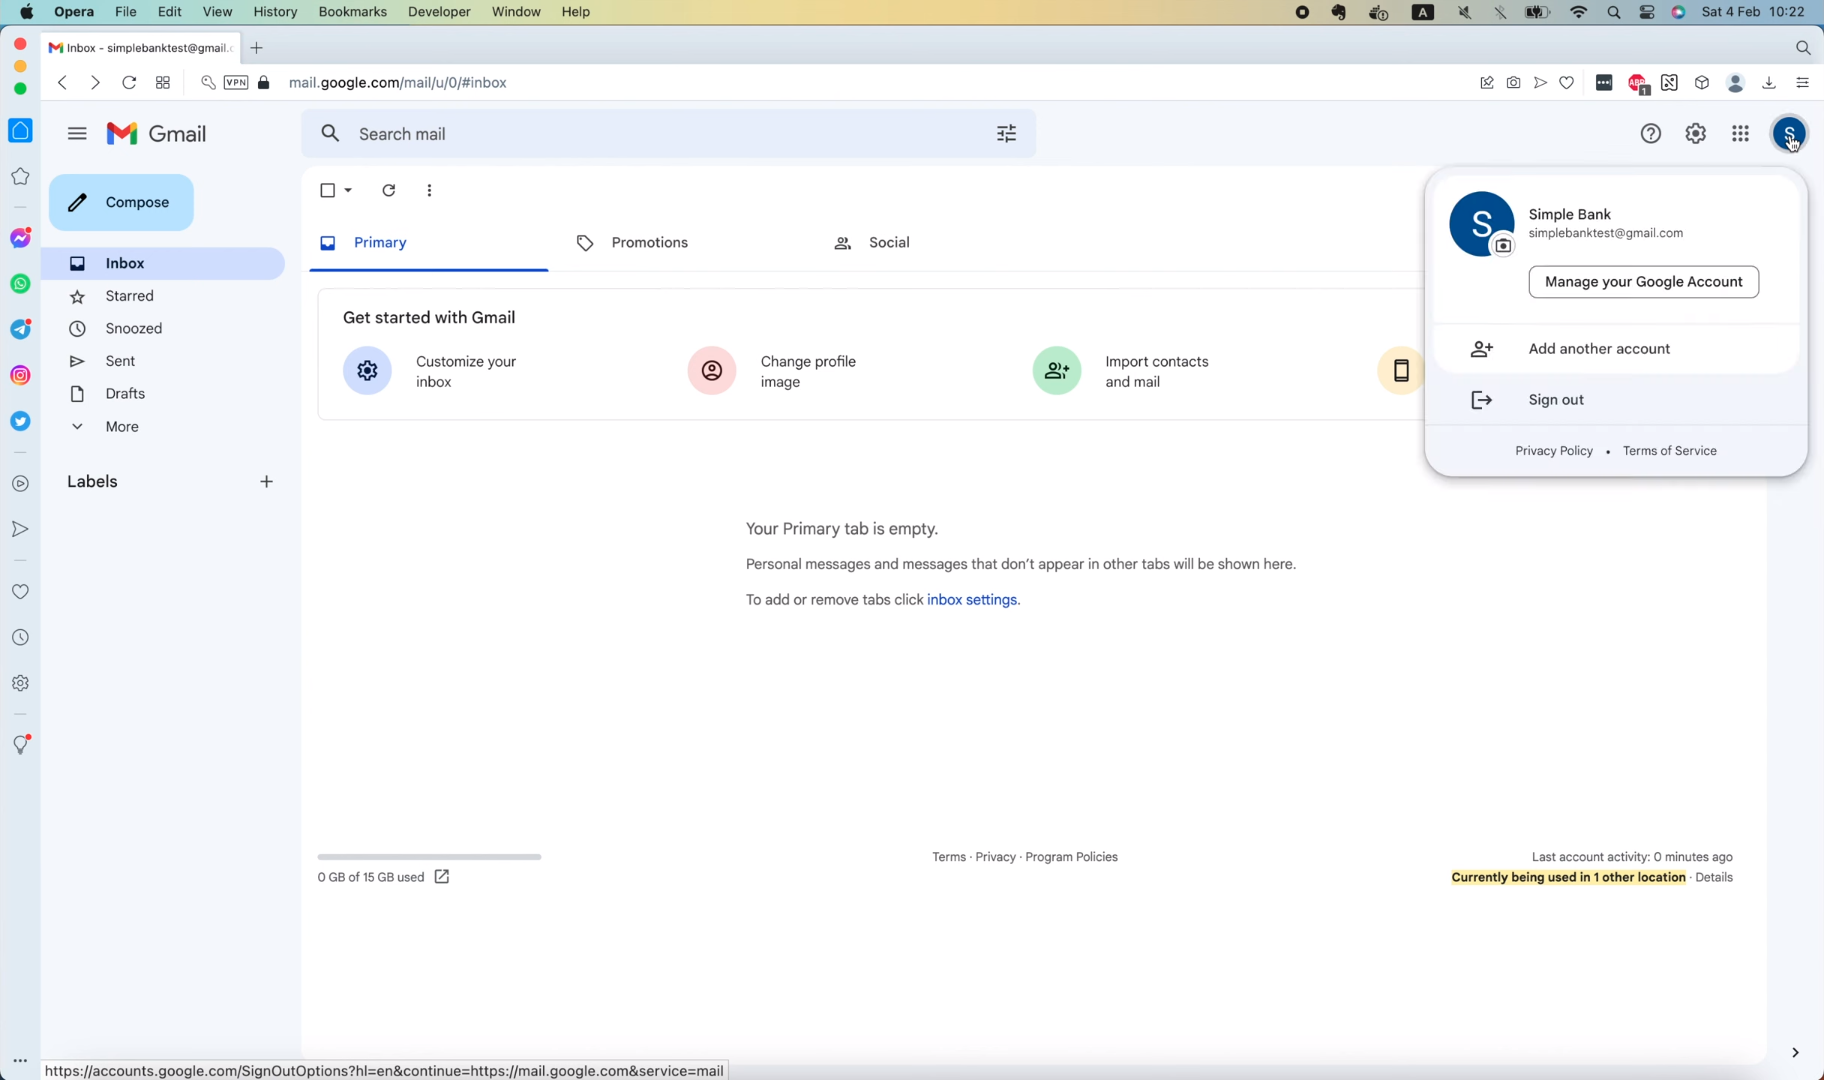 Opera File Edit View History Bookmarks Developer Window Help A Sat 4 Feb 10:22
Inbox - simplebanktest@gmail.c
VPN mail.google.com/mail/u/0/#inbox ABP 1
Gmail
Search mail
S
Compose
Inbox
Starred
Snoozed
Sent
Drafts
More
Labels
Primary Promotions Social
Get started with Gmail
Customize your
inbox
Change profile
image
Import contacts
and mail
S
Simple Bank
simplebanktest@gmail.com
Manage your Google Account
Add another account
Sign out
Privacy Policy • Terms of Service
Your Primary tab is empty.
Personal messages and messages that don't appear in other tabs will be shown here.
To add or remove tabs click inbox settings.
0 GB of 15 GB used
Terms · Privacy · Program Policies
Last account activity: 0 minutes ago
Currently being used in 1 other location · Details
https://accounts.google.com/SignOutOptions?hl=en&continue=https://mail.google.com&service=mail